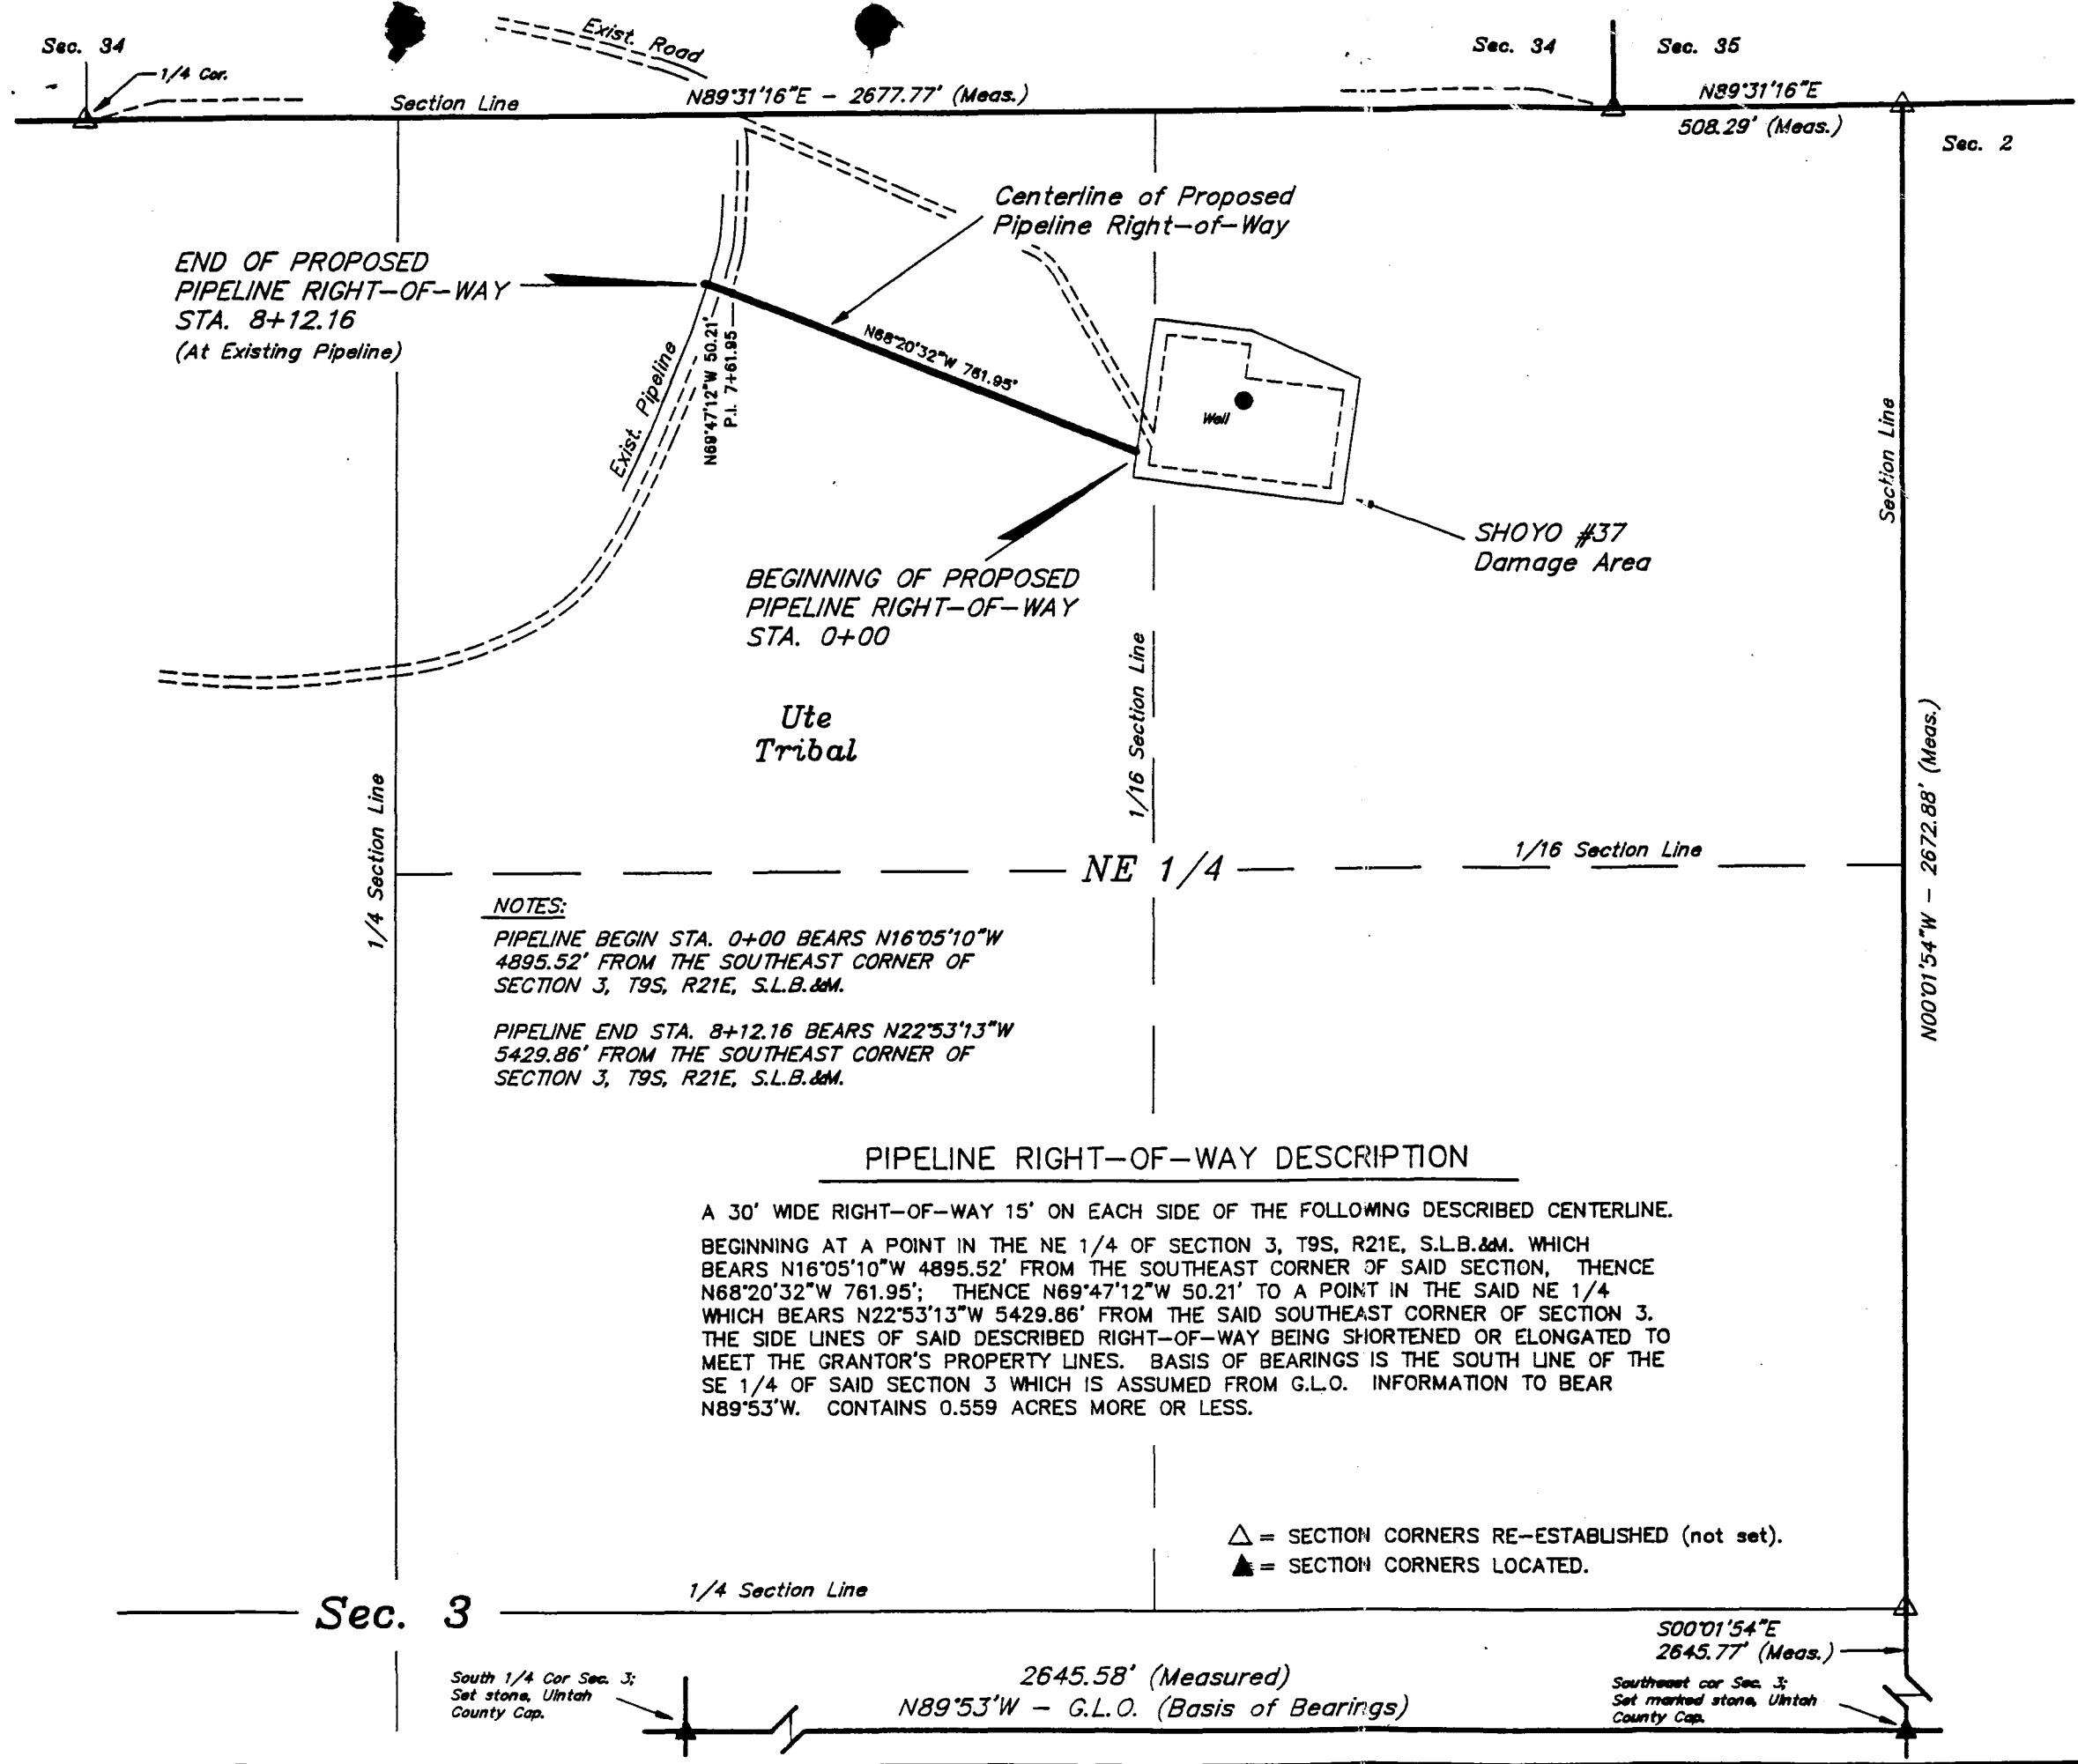 Sec. 34
1/4 Cor.
Exist. Road
Section Line
N89°31'16"E - 2677.77' (Meas.)
Sec. 34
Sec. 35
N89°31'16"E
508.29' (Meas.)
Sec. 2
Centerline of Proposed
Pipeline Right-of-Way
END OF PROPOSED
PIPELINE RIGHT-OF-WAY
STA. 8+12.16
(At Existing Pipeline)
Exist. Pipeline
N69°47'12"W 50.21'
P.I. 7+61.95
N68°20'32"W 761.95'
Well
Section Line
SHOYO #37
Damage Area
BEGINNING OF PROPOSED
PIPELINE RIGHT-OF-WAY
STA. 0+00
1/16 Section Line
Ute
Tribal
1/4 Section Line
N00°01'54"W - 2672.88' (Meas.)
NE 1/4
1/16 Section Line
NOTES:
PIPELINE BEGIN STA. 0+00 BEARS N16°05'10"W
4895.52' FROM THE SOUTHEAST CORNER OF
SECTION 3, T9S, R21E, S.L.B.&M.
PIPELINE END STA. 8+12.16 BEARS N22°53'13"W
5429.86' FROM THE SOUTHEAST CORNER OF
SECTION 3, T9S, R21E, S.L.B.&M.
PIPELINE RIGHT-OF-WAY DESCRIPTION
A 30' WIDE RIGHT-OF-WAY 15' ON EACH SIDE OF THE FOLLOWING DESCRIBED CENTERLINE.
BEGINNING AT A POINT IN THE NE 1/4 OF SECTION 3, T9S, R21E, S.L.B.&M. WHICH
BEARS N16°05'10"W 4895.52' FROM THE SOUTHEAST CORNER OF SAID SECTION, THENCE
N68°20'32"W 761.95'; THENCE N69°47'12"W 50.21' TO A POINT IN THE SAID NE 1/4
WHICH BEARS N22°53'13"W 5429.86' FROM THE SAID SOUTHEAST CORNER OF SECTION 3.
THE SIDE LINES OF SAID DESCRIBED RIGHT-OF-WAY BEING SHORTENED OR ELONGATED TO
MEET THE GRANTOR'S PROPERTY LINES. BASIS OF BEARINGS IS THE SOUTH LINE OF THE
SE 1/4 OF SAID SECTION 3 WHICH IS ASSUMED FROM G.L.O. INFORMATION TO BEAR
N89°53'W. CONTAINS 0.559 ACRES MORE OR LESS.
△ = SECTION CORNERS RE-ESTABLISHED (not set).
▲ = SECTION CORNERS LOCATED.
1/4 Section Line
Sec. 3
S00°01'54"E
2645.77' (Meas.)
South 1/4 Cor Sec. 3;
Set stone, Uintah
County Cap.
2645.58' (Measured)
N89°53'W - G.L.O. (Basis of Bearings)
Southeast cor Sec. 3;
Set marked stone, Uintah
County Cap.